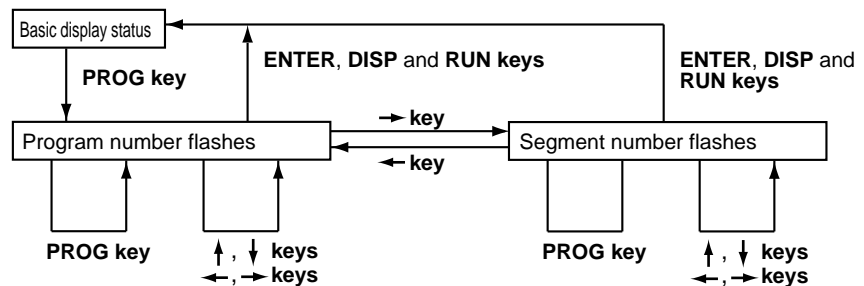 Basic display status
PROG key
ENTER, DISP and RUN keys
ENTER, DISP and
RUN keys
→ key
Program number flashes
Segment number flashes
← key
PROG key
↑, ↓ keys
←, → keys
PROG key
↑, ↓ keys
←, → keys